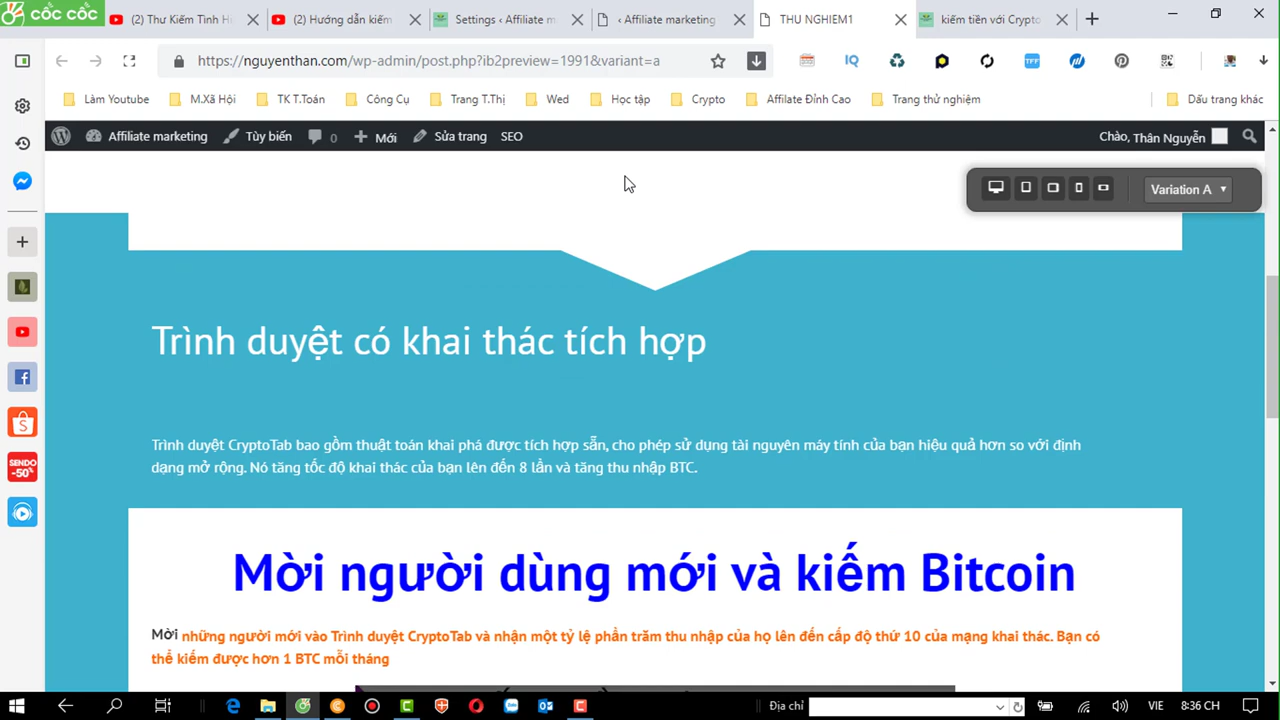 cốc cốc
(2) Thư Kiếm Tình H
(2) Hướng dẫn kiếm
Settings ‹ Affiliate m
‹ Affiliate marketing
THU NGHIEM1
kiếm tiền với Crypto
https://nguyenthan.com/wp-admin/post.php?ib2preview=1991&variant=a
IQ
TFF
Làm Youtube
M.Xã Hội
TK T.Toán
Công Cụ
Trang T.Thị
Wed
Học tập
Crypto
Affilate Đỉnh Cao
Trang thử nghiệm
Dấu trang khác
Affiliate marketing
Tùy biến
0
Mới
Sửa trang
SEO
Chào, Thân Nguyễn
Variation A
Trình duyệt có khai thác tích hợp
Trình duyệt CryptoTab bao gồm thuật toán khai phá được tích hợp sẵn, cho phép sử dụng tài nguyên máy tính của bạn hiệu quả hơn so với định
dạng mở rộng. Nó tăng tốc độ khai thác của bạn lên đến 8 lần và tăng thu nhập BTC.
Mời người dùng mới và kiếm Bitcoin
Mời những người mới vào Trình duyệt CryptoTab và nhận một tỷ lệ phần trăm thu nhập của họ lên đến cấp độ thứ 10 của mạng khai thác. Bạn có
thể kiếm được hơn 1 BTC mỗi tháng
SENDO
-50%
Địa chỉ
VIE
8:36 CH